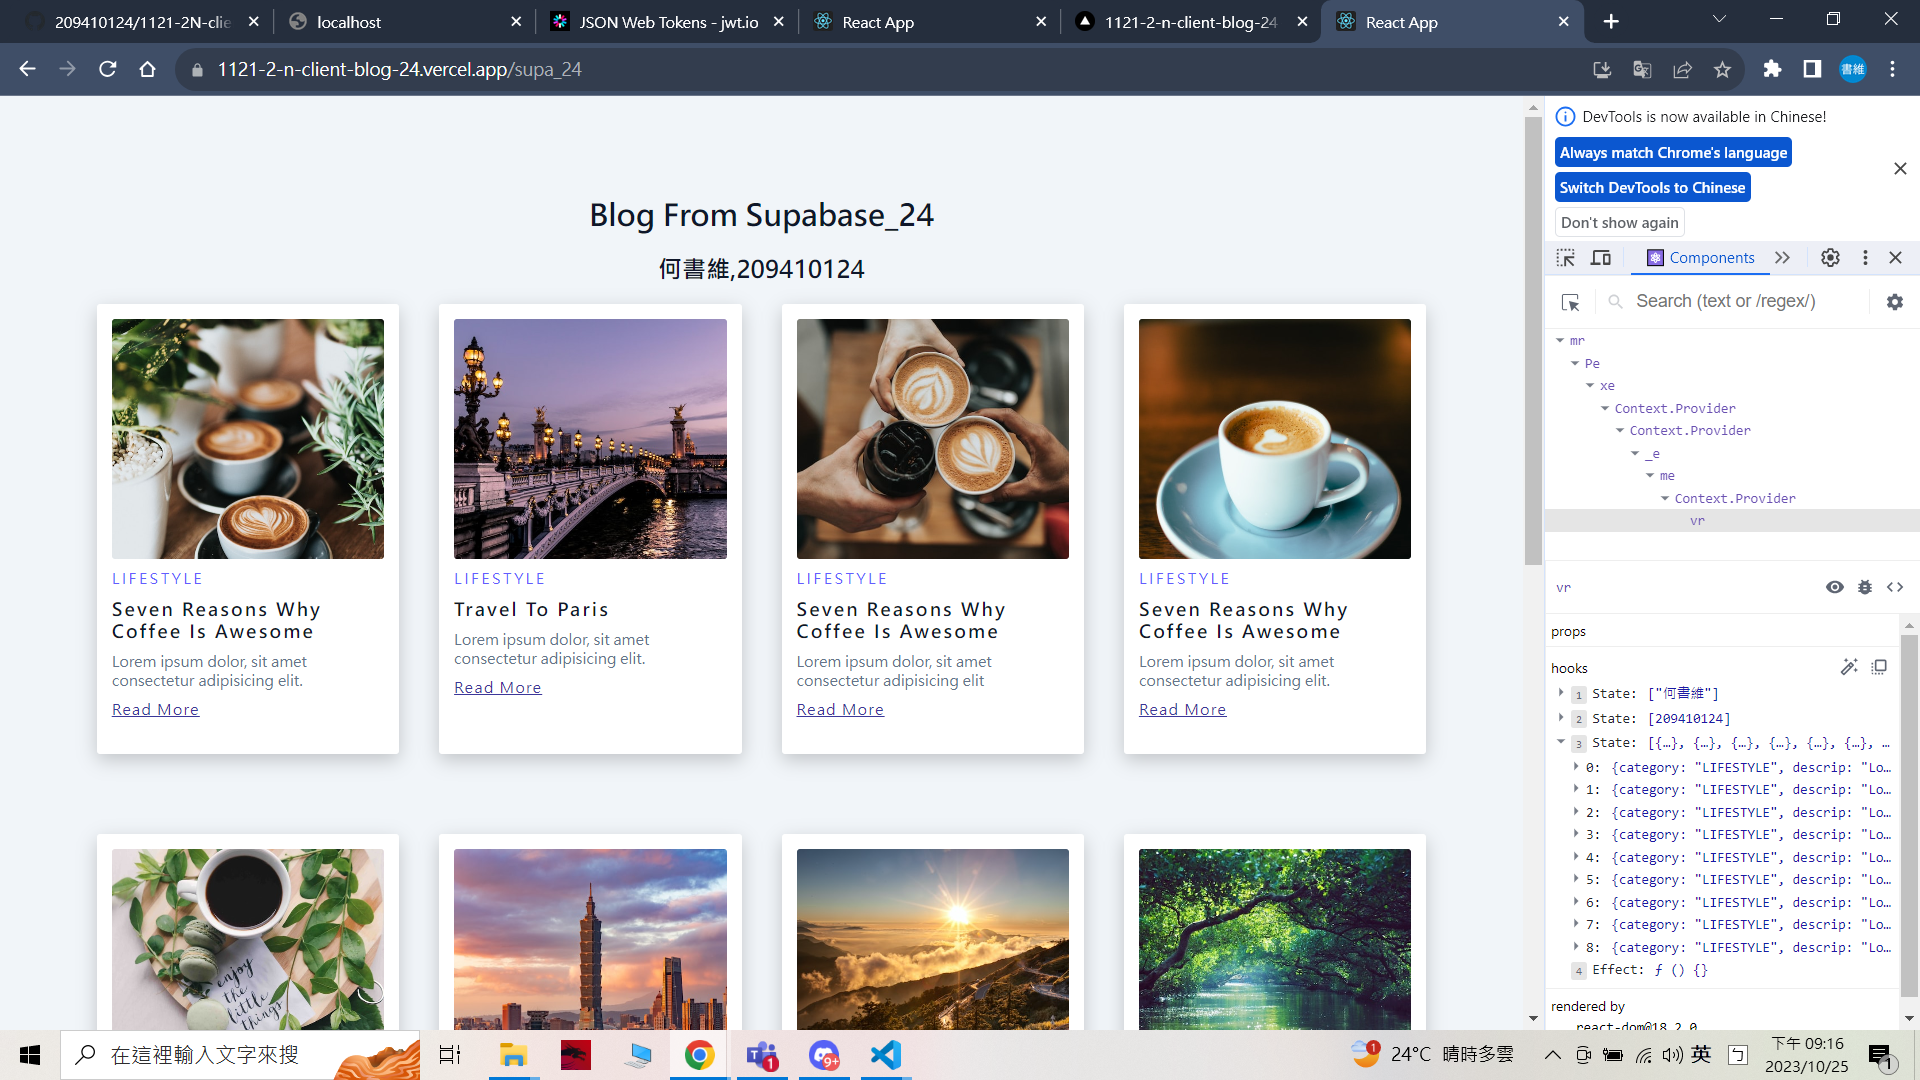 209410124/1121-2N-clie
localhost
JSON Web Tokens - jwt.io
React App
1121-2-n-client-blog-24
React App
1121-2-n-client-blog-24.vercel.app/supa_24
書維
DevTools is now available in Chinese!
Always match Chrome's language
Switch DevTools to Chinese
Don't show again
Components
Search (text or /regex/)
mr
Pe
xe
Context.Provider
Context.Provider
_e
me
Context.Provider
vr
vr
props
hooks
1 State: ["何書維"]
2 State: [209410124]
3 State: [{…}, {…}, {…}, {…}, {…}, {…}, …
0: {category: "LIFESTYLE", descrip: "Lo…
1: {category: "LIFESTYLE", descrip: "Lo…
2: {category: "LIFESTYLE", descrip: "Lo…
3: {category: "LIFESTYLE", descrip: "Lo…
4: {category: "LIFESTYLE", descrip: "Lo…
5: {category: "LIFESTYLE", descrip: "Lo…
6: {category: "LIFESTYLE", descrip: "Lo…
7: {category: "LIFESTYLE", descrip: "Lo…
8: {category: "LIFESTYLE", descrip: "Lo…
4 Effect: ƒ () {}
rendered by
react-dom@18.2.0
Blog From Supabase_24
何書維,209410124
LIFESTYLE
Seven Reasons Why
Coffee Is Awesome
Lorem ipsum dolor, sit amet
consectetur adipisicing elit.
Read More
LIFESTYLE
Travel To Paris
Lorem ipsum dolor, sit amet
consectetur adipisicing elit.
Read More
LIFESTYLE
Seven Reasons Why
Coffee Is Awesome
Lorem ipsum dolor, sit amet
consectetur adipisicing elit
Read More
LIFESTYLE
Seven Reasons Why
Coffee Is Awesome
Lorem ipsum dolor, sit amet
consectetur adipisicing elit.
Read More
enjoy
the
little
things
在這裡輸入文字來搜
1
9+
1
24°C 晴時多雲
英
ㄅ
下午 09:16
2023/10/25
1